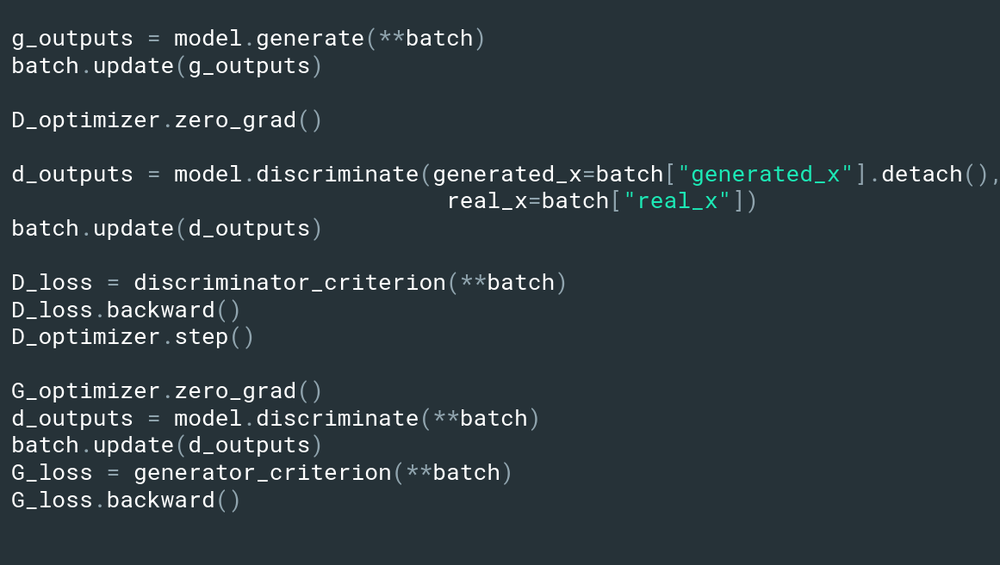 g_outputs = model.generate(**batch)
batch.update(g_outputs)
D_optimizer.zero_grad()
d_outputs = model.discriminate(generated_x=batch["generated_x"].detach(),
real_x=batch["real_x"])
batch.update(d_outputs)
D_loss = discriminator_criterion(**batch)
D_loss.backward()
D_optimizer.step()
G_optimizer.zero_grad()
d_outputs = model.discriminate(**batch)
batch.update(d_outputs)
G_loss = generator_criterion(**batch)
G_loss.backward()